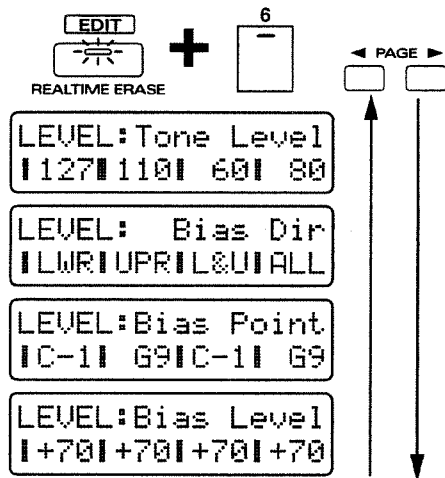 EDIT
REALTIME ERASE
6
◄ PAGE ►
LEVEL:Tone Level
127 110 60 80
LEVEL: Bias Dir
LWR UPR L&U ALL
LEVEL:Bias Point
C-1 G9 C-1 G9
LEVEL:Bias Level
+70 +70 +70 +70